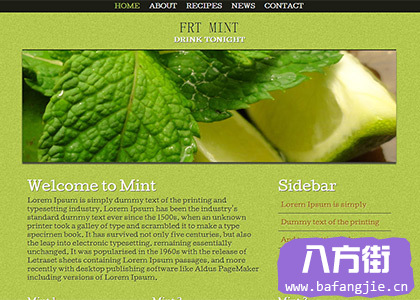 HOME ABOUT RECIPES NEWS CONTACT
FRT MINT
DRINK TONIGHT
Welcome to Mint
Lorem Ipsum is simply dummy text of the printing and
typesetting industry. Lorem Ipsum has been the industry's
standard dummy text ever since the 1500s, when an unknown
printer took a galley of type and scrambled it to make a type
specimen book. It has survived not only five centuries, but also
the leap into electronic typesetting, remaining essentially
unchanged. It was popularised in the 1960s with the release of
Letraset sheets containing Lorem Ipsum passages, and more
recently with desktop publishing software like Aldus PageMaker
including versions of Lorem Ipsum.
Sidebar
Lorem Ipsum is simply
Dummy text of the printing
八方街
www.bafangjie.cn